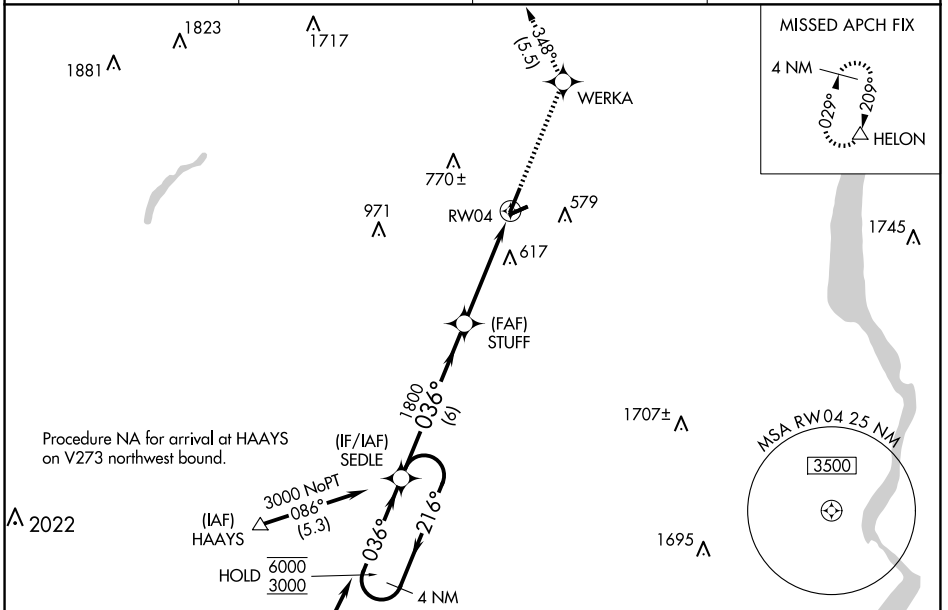 1823
1717
1881
348°
(5.5)
WERKA
MISSED APCH FIX
4 NM
029°
209°
HELON
770±
971
RW04
579
617
1745
(FAF)
STUFF
1800
036°
(6)
1707±
Procedure NA for arrival at HAAYS
on V273 northwest bound.
(IF/IAF)
SEDLE
MSA RW04 25 NM
3500
3000 NoPT
086°
(5.3)
(IAF)
HAAYS
2022
036°
216°
1695
HOLD
6000
3000
4 NM